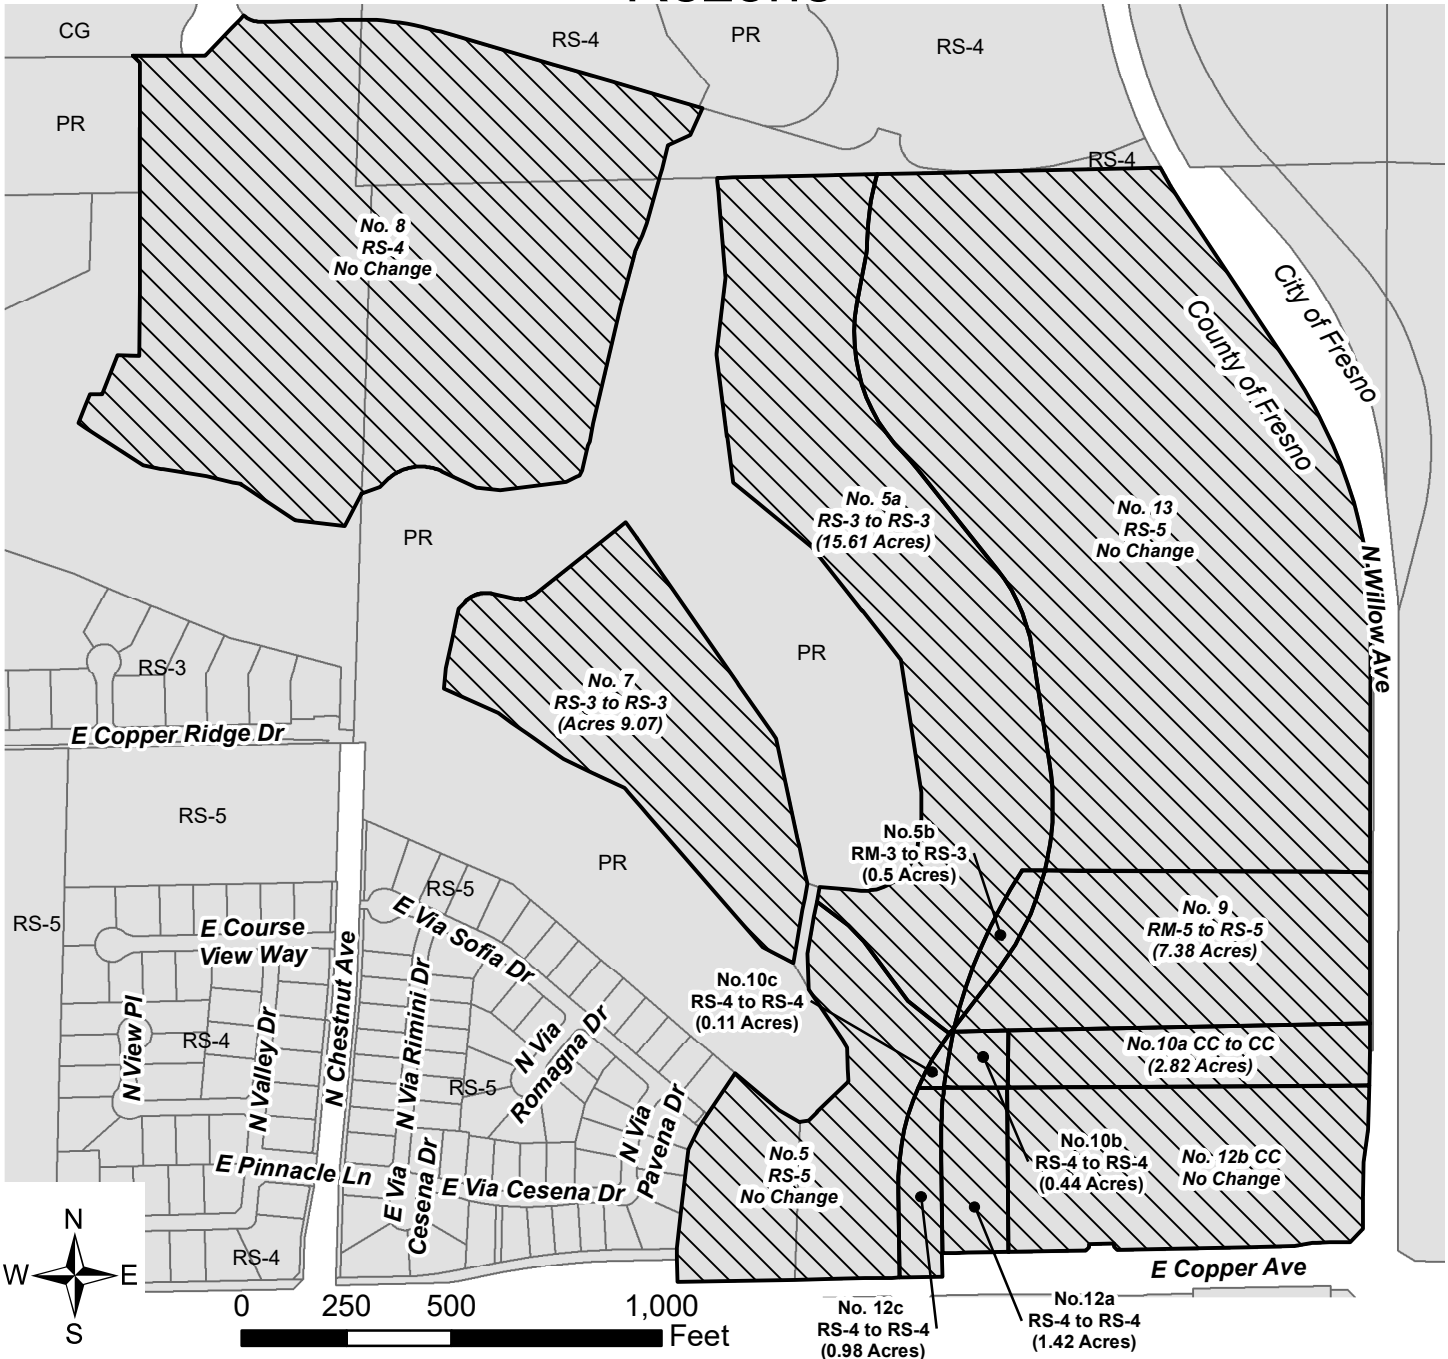 CG
RS-4
PR
RS-4
PR
RS-4
No. 8
RS-4
No Change
City of Fresno
County of Fresno
No. 5a
RS-3 to RS-3
(15.61 Acres)
No. 13
RS-5
No Change
PR
N.Willow Ave
RS-3
PR
No. 7
RS-3 to RS-3
(Acres 9.07)
E Copper Ridge Dr
RS-5
No.5b
RM-3 to RS-3
(0.5 Acres)
PR
RS-5
RS-5
E Course
View Way
E Via Sofia Dr
No. 9
RM-5 to RS-5
(7.38 Acres)
N Chestnut Ave
No.10c
RS-4 to RS-4
(0.11 Acres)
N View Pl
RS-4
N Valley Dr
N Via Rimini Dr
N Via
Romagna Dr
RS-5
No.10a CC to CC
(2.82 Acres)
N Via
Pavena Dr
E Pinnacle Ln
E Via
Cesena Dr
E Via Cesena Dr
No.5
RS-5
No Change
No.10b
RS-4 to RS-4
(0.44 Acres)
No. 12b CC
No Change
RS-4
N
W
E
S
E Copper Ave
0
250
500
1,000
Feet
No. 12c
RS-4 to RS-4
(0.98 Acres)
No.12a
RS-4 to RS-4
(1.42 Acres)